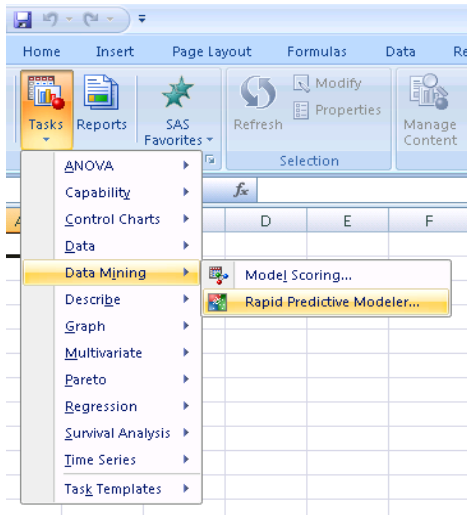 Home Insert Page Layout Formulas Data Re
Modify
Properties
Tasks Reports SAS Favorites Refresh Manage Content
Selection
fx
A D E F
ANOVA
Capability
Control Charts
Data
Data Mining
Model Scoring...
Describe
Rapid Predictive Modeler...
Graph
Multivariate
Pareto
Regression
Survival Analysis
Time Series
Task Templates